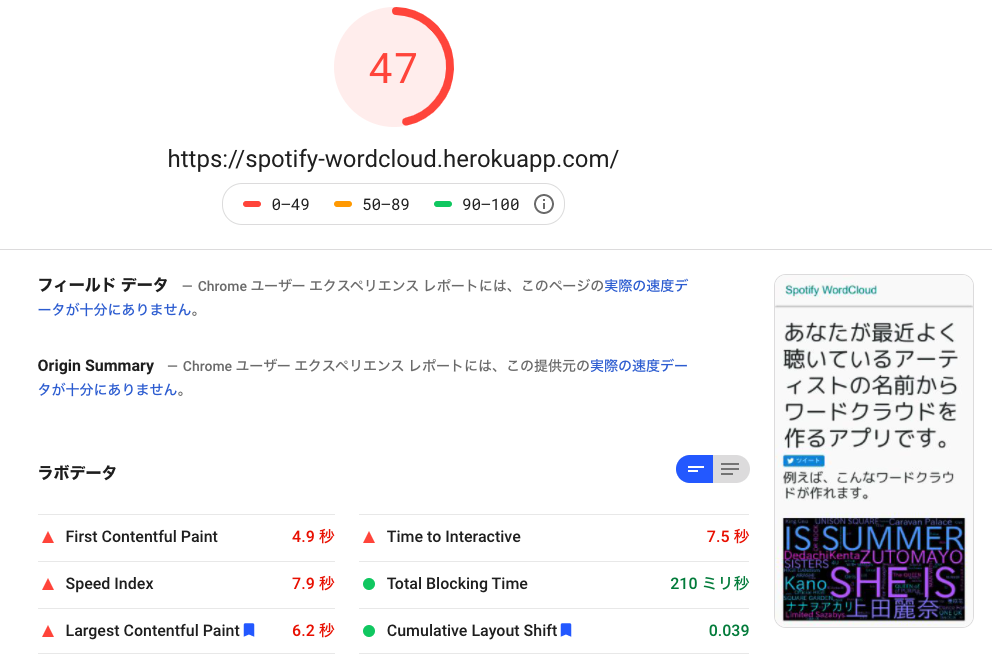 47
https://spotify-wordcloud.herokuapp.com/
0–49 50–89 90–100
フィールド データ — Chrome ユーザー エクスペリエンス レポートには、このページの実際の速度デ
ータが十分にありません。
Origin Summary — Chrome ユーザー エクスペリエンス レポートには、この提供元の実際の速度デー
タが十分にありません。
ラボデータ
First Contentful Paint 4.9 秒
Time to Interactive 7.5 秒
Speed Index 7.9 秒
Total Blocking Time 210 ミリ秒
Largest Contentful Paint 6.2 秒
Cumulative Layout Shift 0.039
Spotify WordCloud
あなたが最近よく
聴いているアーテ
ィストの名前から
ワードクラウドを
作るアプリです。
ツイート
例えば、こんなワードクラウ
ドが作れます。
UNISON SQUARE Caravan Palace
IS SUMMER
DedachiKenta ZUTOMAYO
SISTERS
Kano SHE IS
SQUARE GARDEN
ナナヲアカリ 上田麗奈
Limited Sazabys